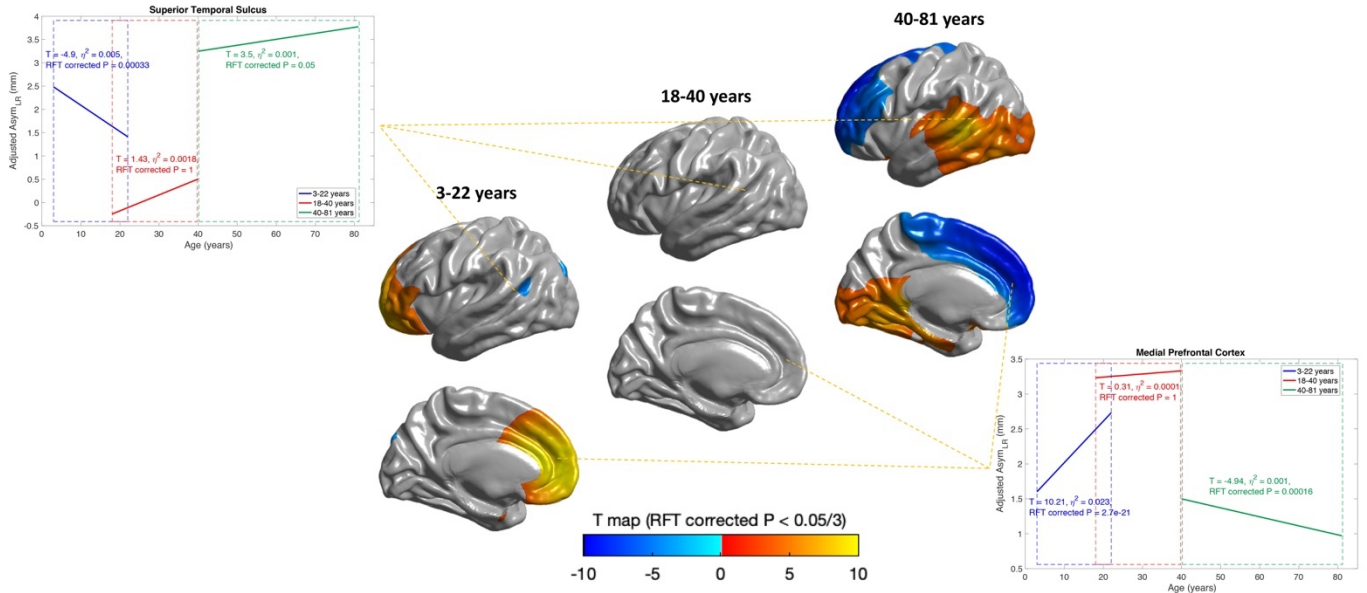 Superior Temporal Sulcus
Adjusted Asym_LR (mm)
4
3.5
3
2.5
2
1.5
1
0.5
0
-0.5
T = -4.9, η² = 0.005,
RFT corrected P = 0.00033
T = 3.5, η² = 0.001,
RFT corrected P = 0.05
T = 1.43, η² = 0.0018,
RFT corrected P = 1
3-22 years
18-40 years
40-81 years
0 10 20 30 40 50 60 70 80
Age (years)
40-81 years
18-40 years
3-22 years
Medial Prefrontal Cortex
Adjusted Asym_LR (mm)
3.5
3
2.5
2
1.5
1
0.5
3-22 years
18-40 years
40-81 years
T = 0.31, η² = 0.0001,
RFT corrected P = 1
T = -4.94, η² = 0.001,
RFT corrected P = 0.00016
T = 10.21, η² = 0.023,
RFT corrected P = 2.7e-21
0 10 20 30 40 50 60 70 80
Age (years)
T map (RFT corrected P < 0.05/3)
-10 -5 0 5 10